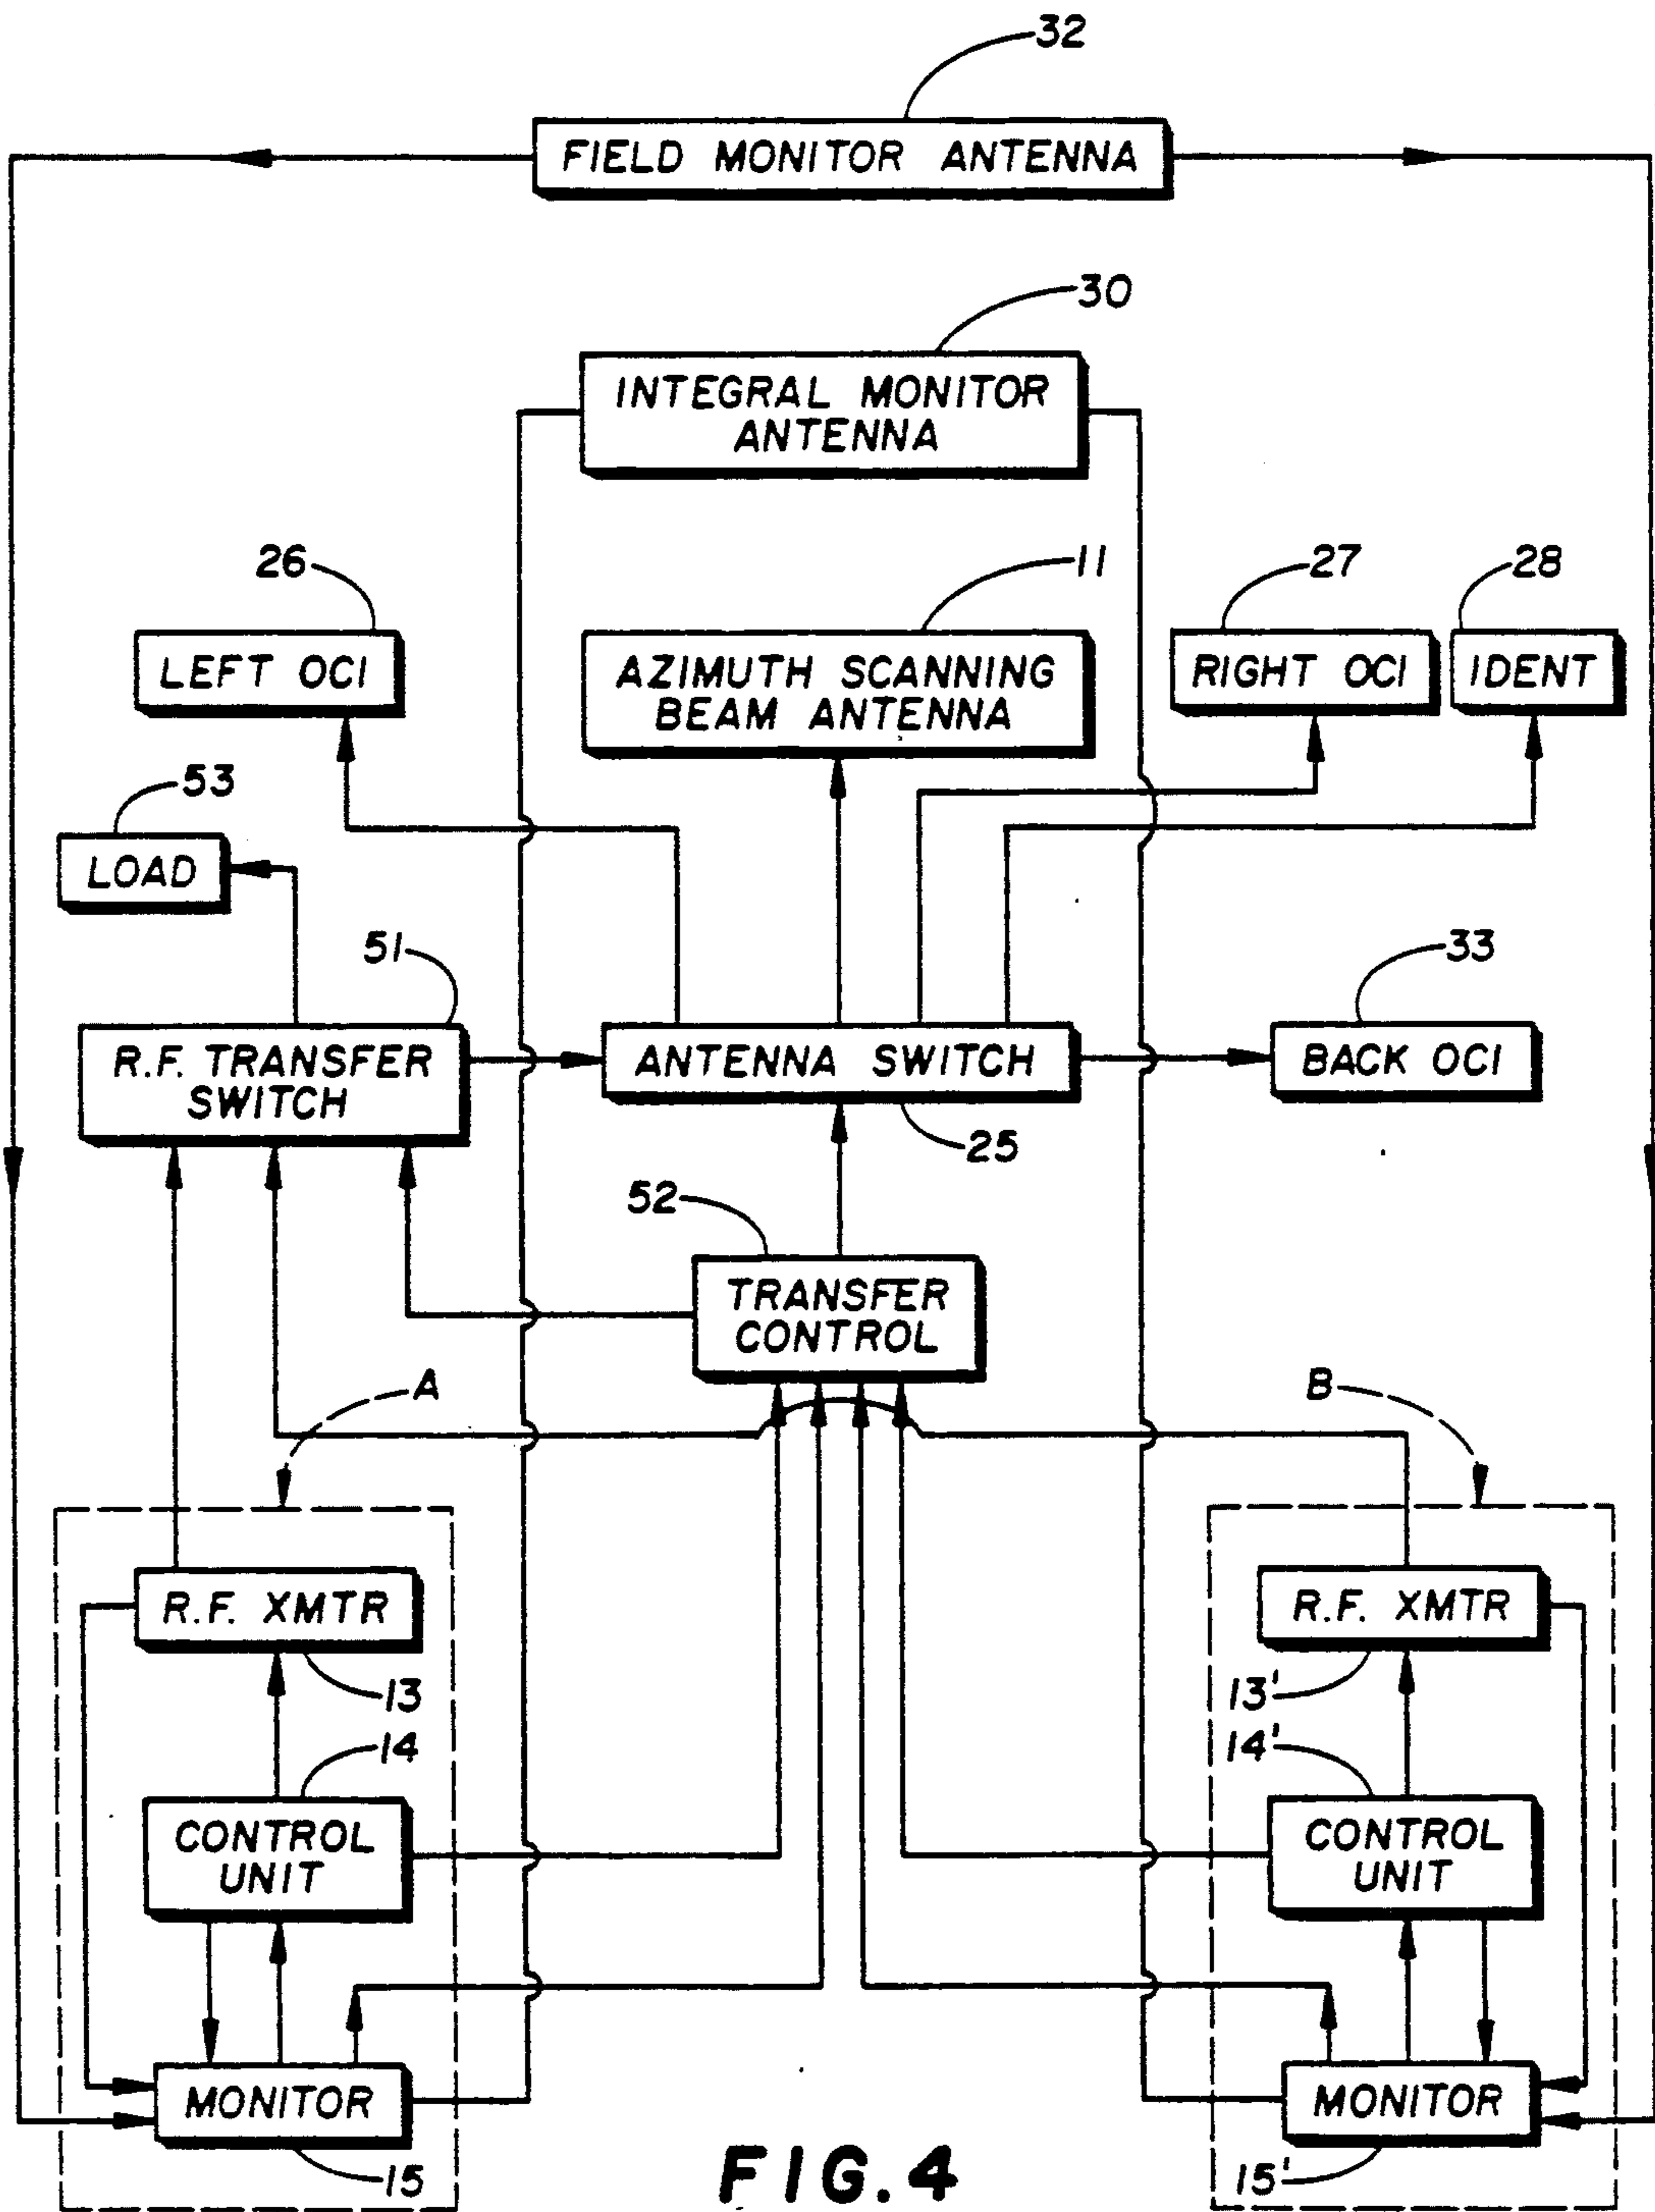 32
FIELD MONITOR ANTENNA
30
INTEGRAL MONITOR
ANTENNA
26
11
27
28
LEFT OCI
AZIMUTH SCANNING
BEAM ANTENNA
RIGHT OCI
IDENT
53
LOAD
51
33
R.F. TRANSFER
SWITCH
ANTENNA SWITCH
BACK OCI
25
52
TRANSFER
CONTROL
A
B
R.F. XMTR
R.F. XMTR
13
13'
14
14'
CONTROL
UNIT
CONTROL
UNIT
MONITOR
MONITOR
15
15'
FIG. 4